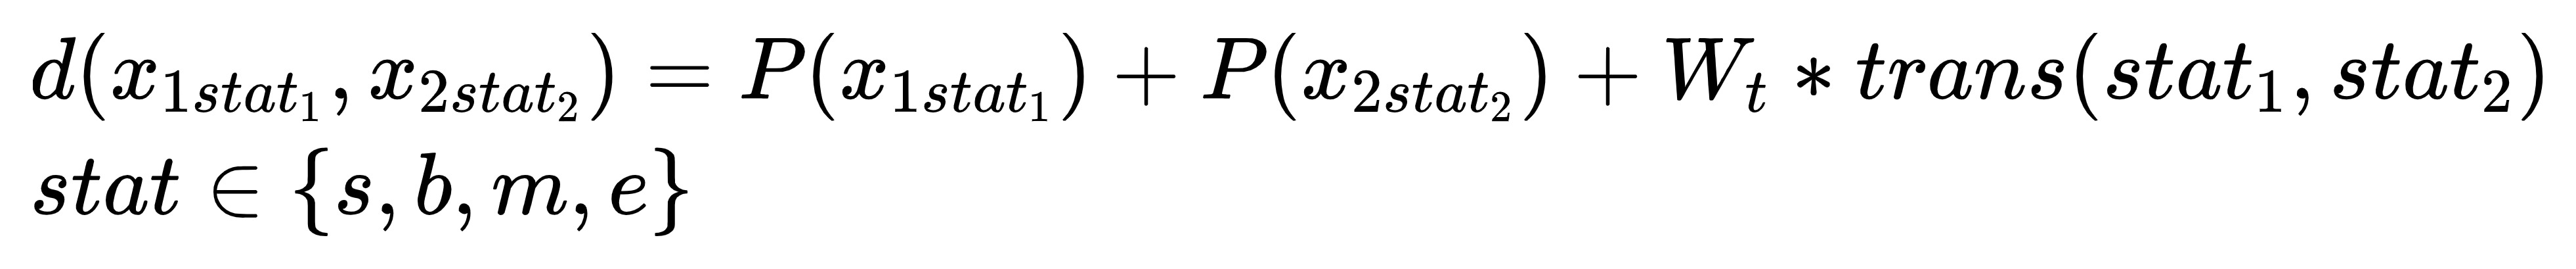 d(x_{1stat_1}, x_{2stat_2}) = P(x_{1stat_1}) + P(x_{2stat_2}) + W_t * trans(stat_1, stat_2)
stat ∈ {s, b, m, e}